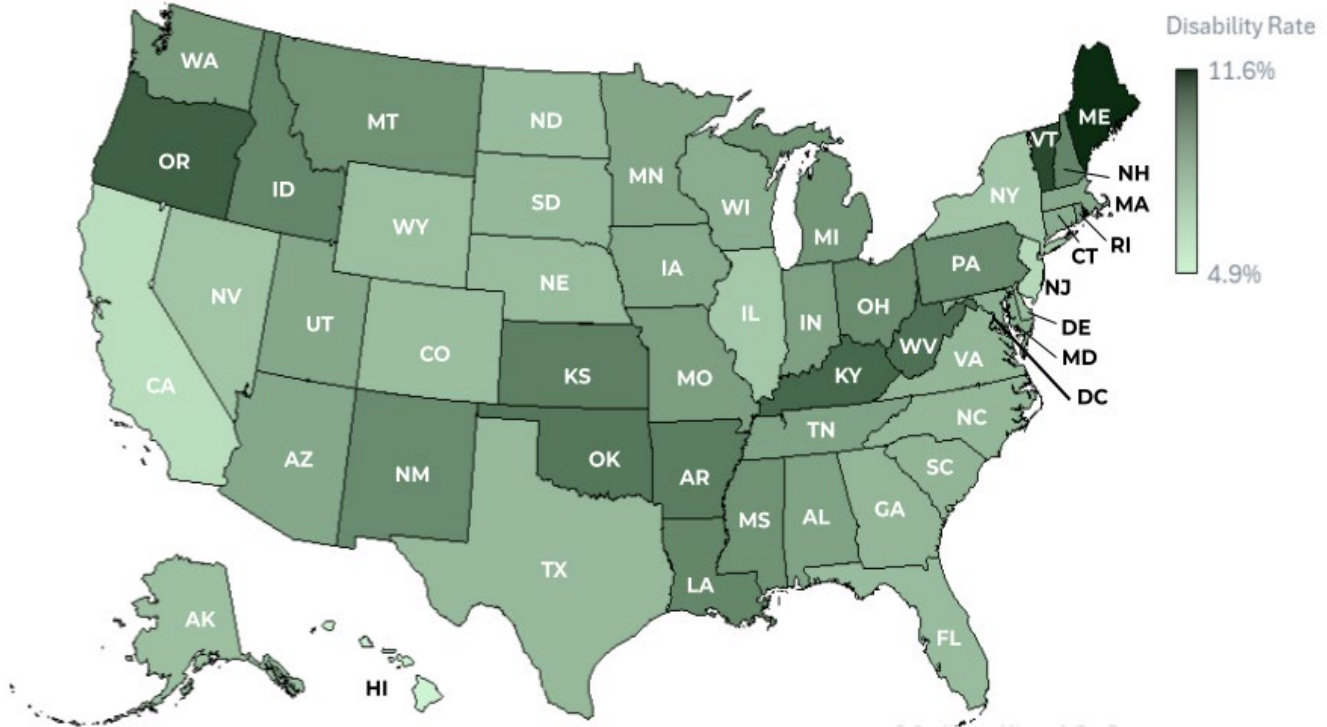 Disability Rate
11.6%
4.9%
WA
OR
ID
MT
ND
SD
WY
NE
MN
WI
IA
MI
NV
UT
CO
CA
AZ
NM
KS
OK
TX
MO
AR
LA
IL
IN
OH
KY
WV
VA
TN
NC
SC
MS
AL
GA
FL
PA
NY
VT
ME
NH
MA
RI
CT
NJ
DE
MD
DC
AK
HI